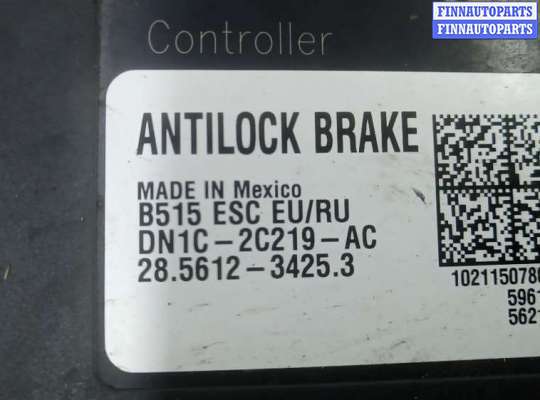 FINNAUTOPARTS
FINNAUTOPARTS
Controller
ANTILOCK BRAKE
MADE IN Mexico
B515 ESC EU/RU
DN1C-2C219-AC
28.5612-3425.3